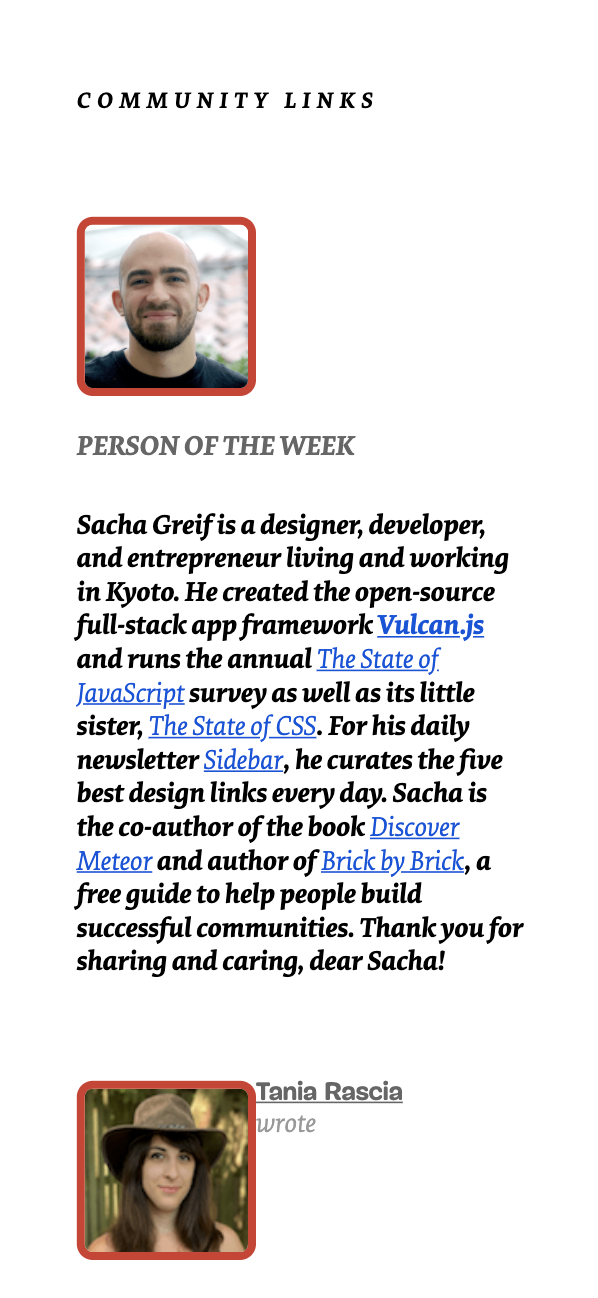 COMMUNITY LINKS
PERSON OF THE WEEK
Sacha Greif is a designer, developer,
and entrepreneur living and working
in Kyoto. He created the open-source
full-stack app framework Vulcan.js
and runs the annual The State of
JavaScript survey as well as its little
sister, The State of CSS. For his daily
newsletter Sidebar, he curates the five
best design links every day. Sacha is
the co-author of the book Discover
Meteor and author of Brick by Brick, a
free guide to help people build
successful communities. Thank you for
sharing and caring, dear Sacha!
Tania Rascia
wrote